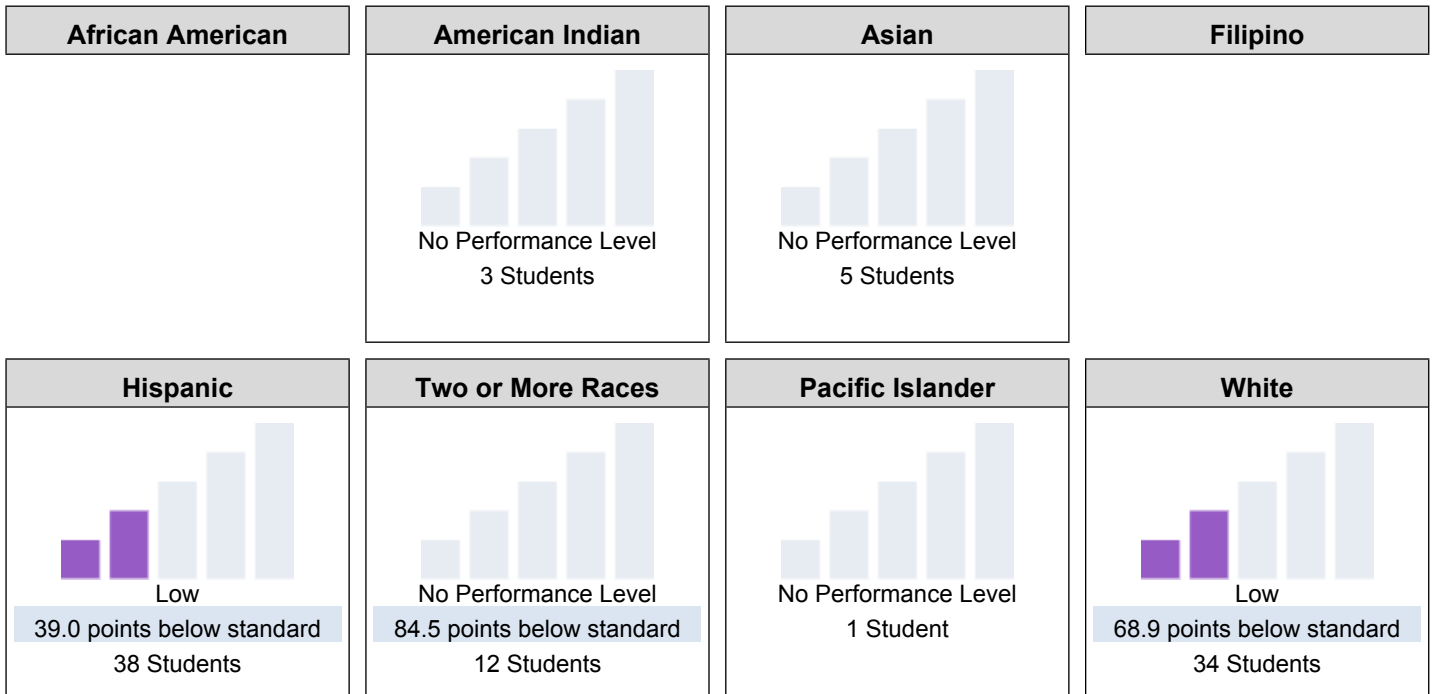 African American
American Indian
Asian
Filipino
No Performance Level
3 Students
No Performance Level
5 Students
Hispanic
Two or More Races
Pacific Islander
White
Low
39.0 points below standard
38 Students
No Performance Level
84.5 points below standard
12 Students
No Performance Level
1 Student
Low
68.9 points below standard
34 Students